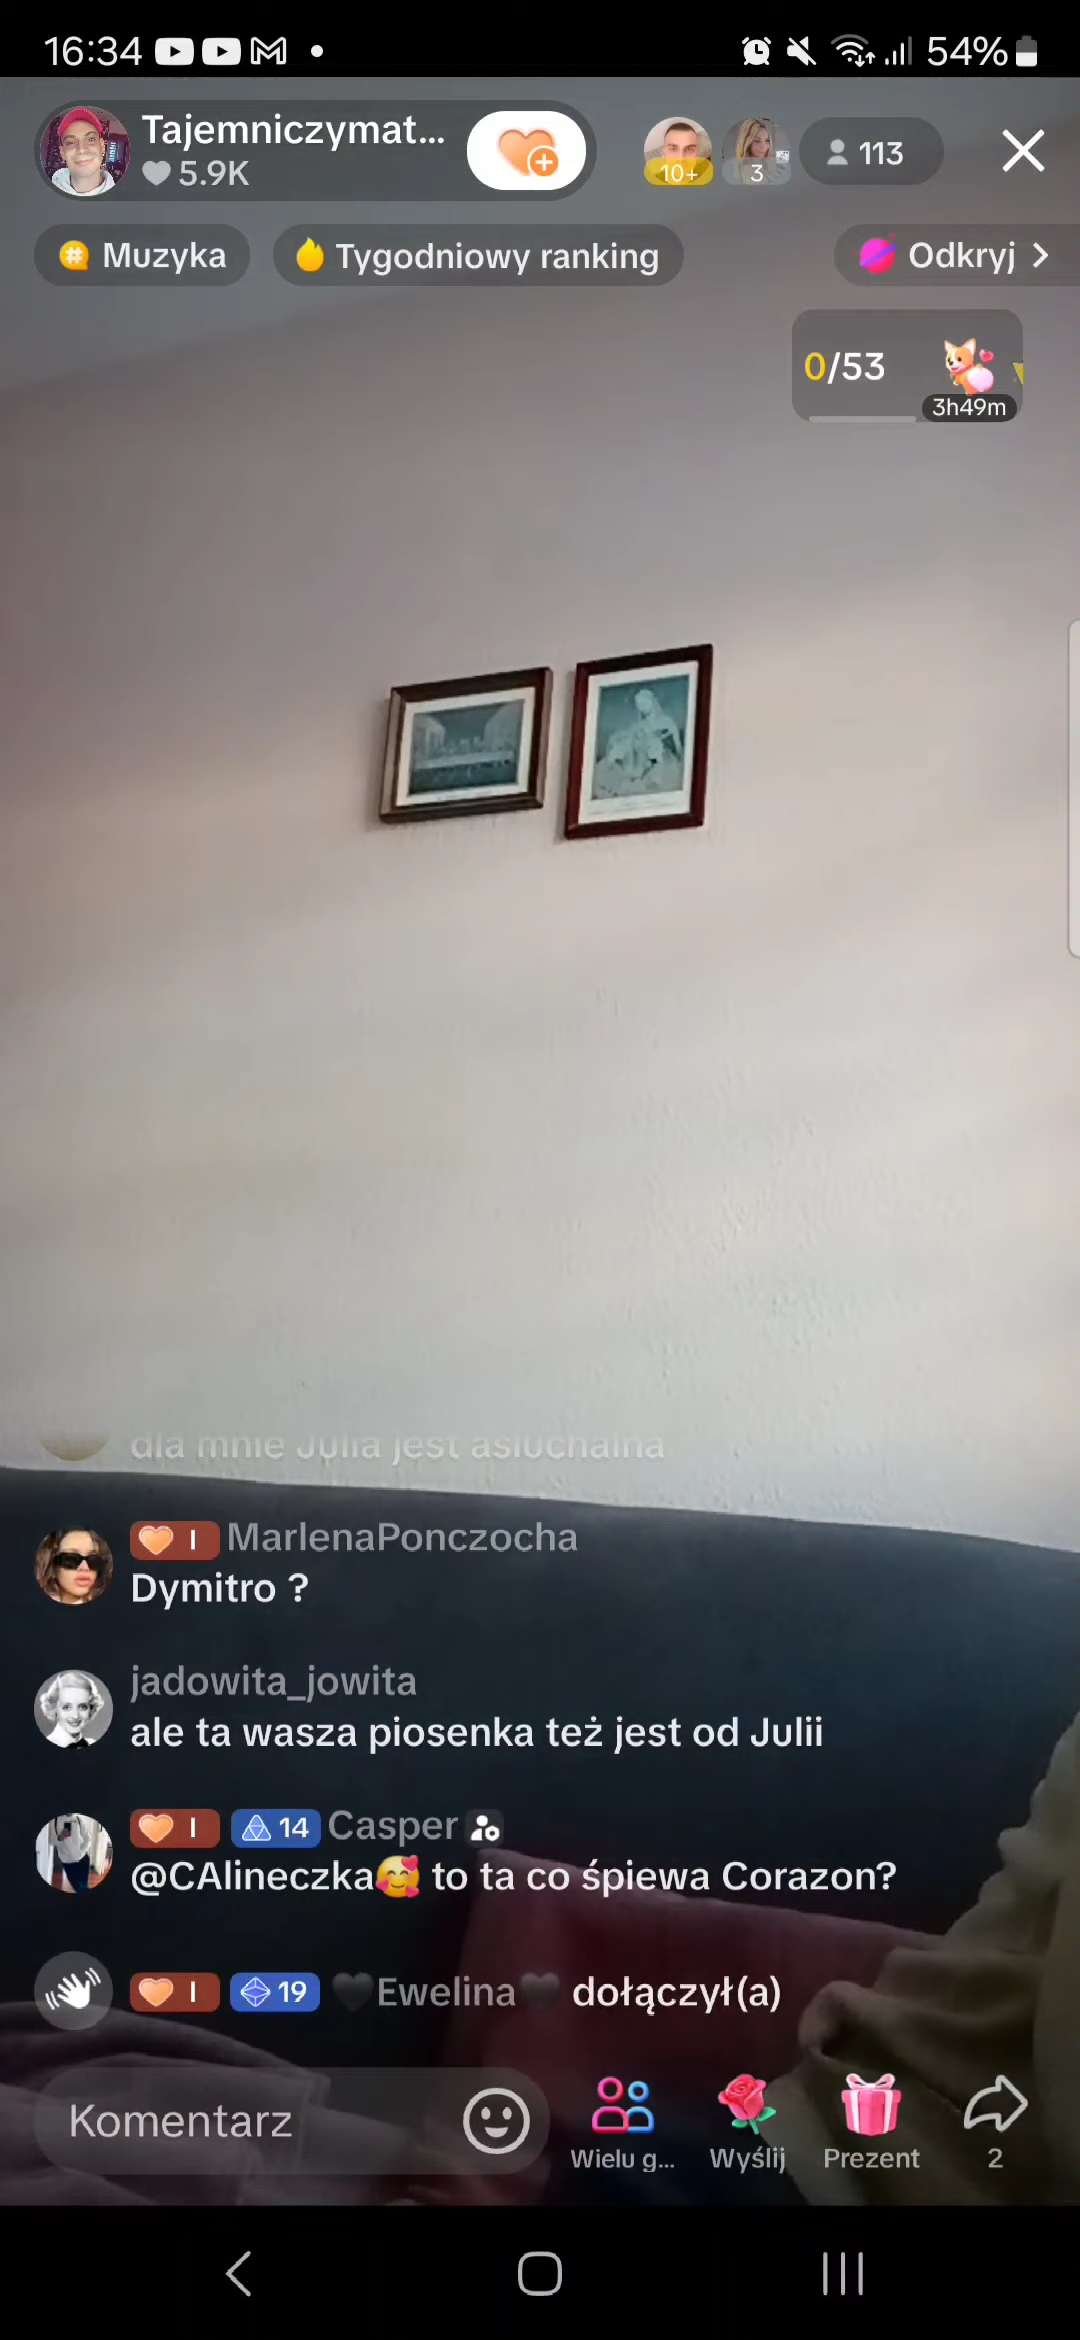 16:34
54%
Tajemniczymat...
5.9K
10+
3
113
Muzyka
Tygodniowy ranking
Odkryj
0/53
3h49m
dla mnie Julia jest asłuchalna
I MarlenaPonczocha
Dymitro ?
jadowita_jowita
ale ta wasza piosenka też jest od Julii
I 14 Casper
@CAlineczka🥰 to ta co śpiewa Corazon?
I 19 🖤Ewelina🖤 dołączył(a)
Komentarz
Wielu g...
Wyślij
Prezent
2